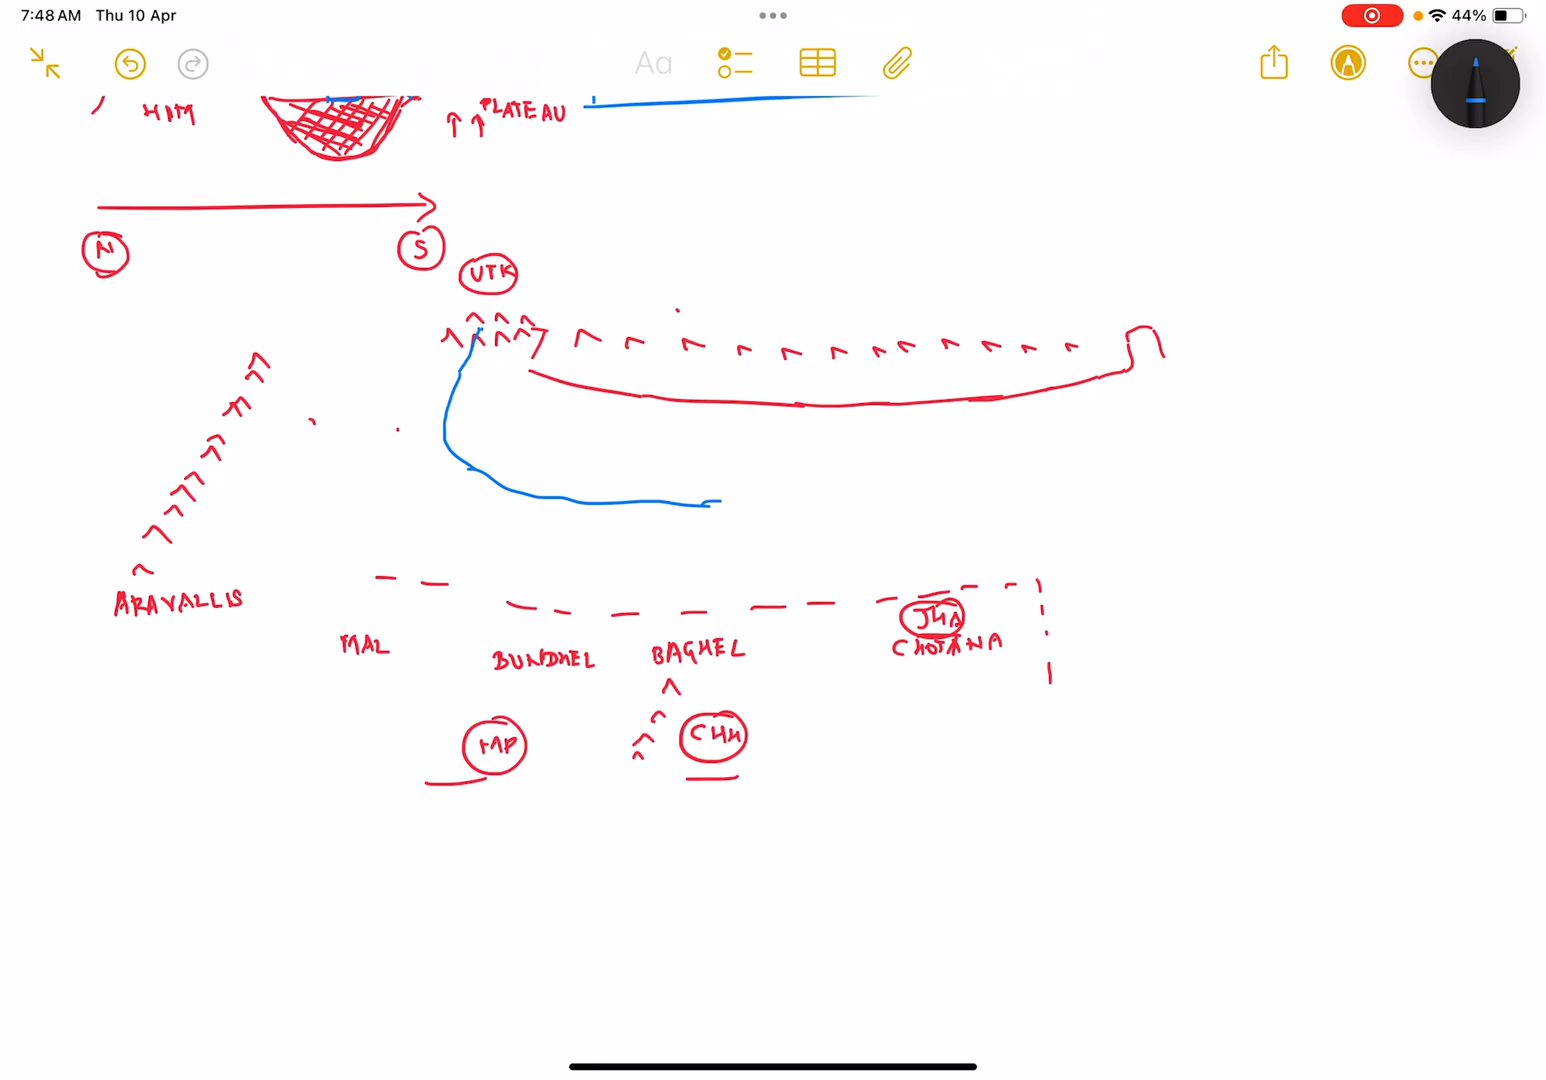 7:48 AM Thu 10 Apr
44%
Aa
HIM
PLATEAU
N
S
UTK
ARAVALLIS
MAL
BUNDHEL
BAGHEL
JHA
CHOTANA
MP
CHH